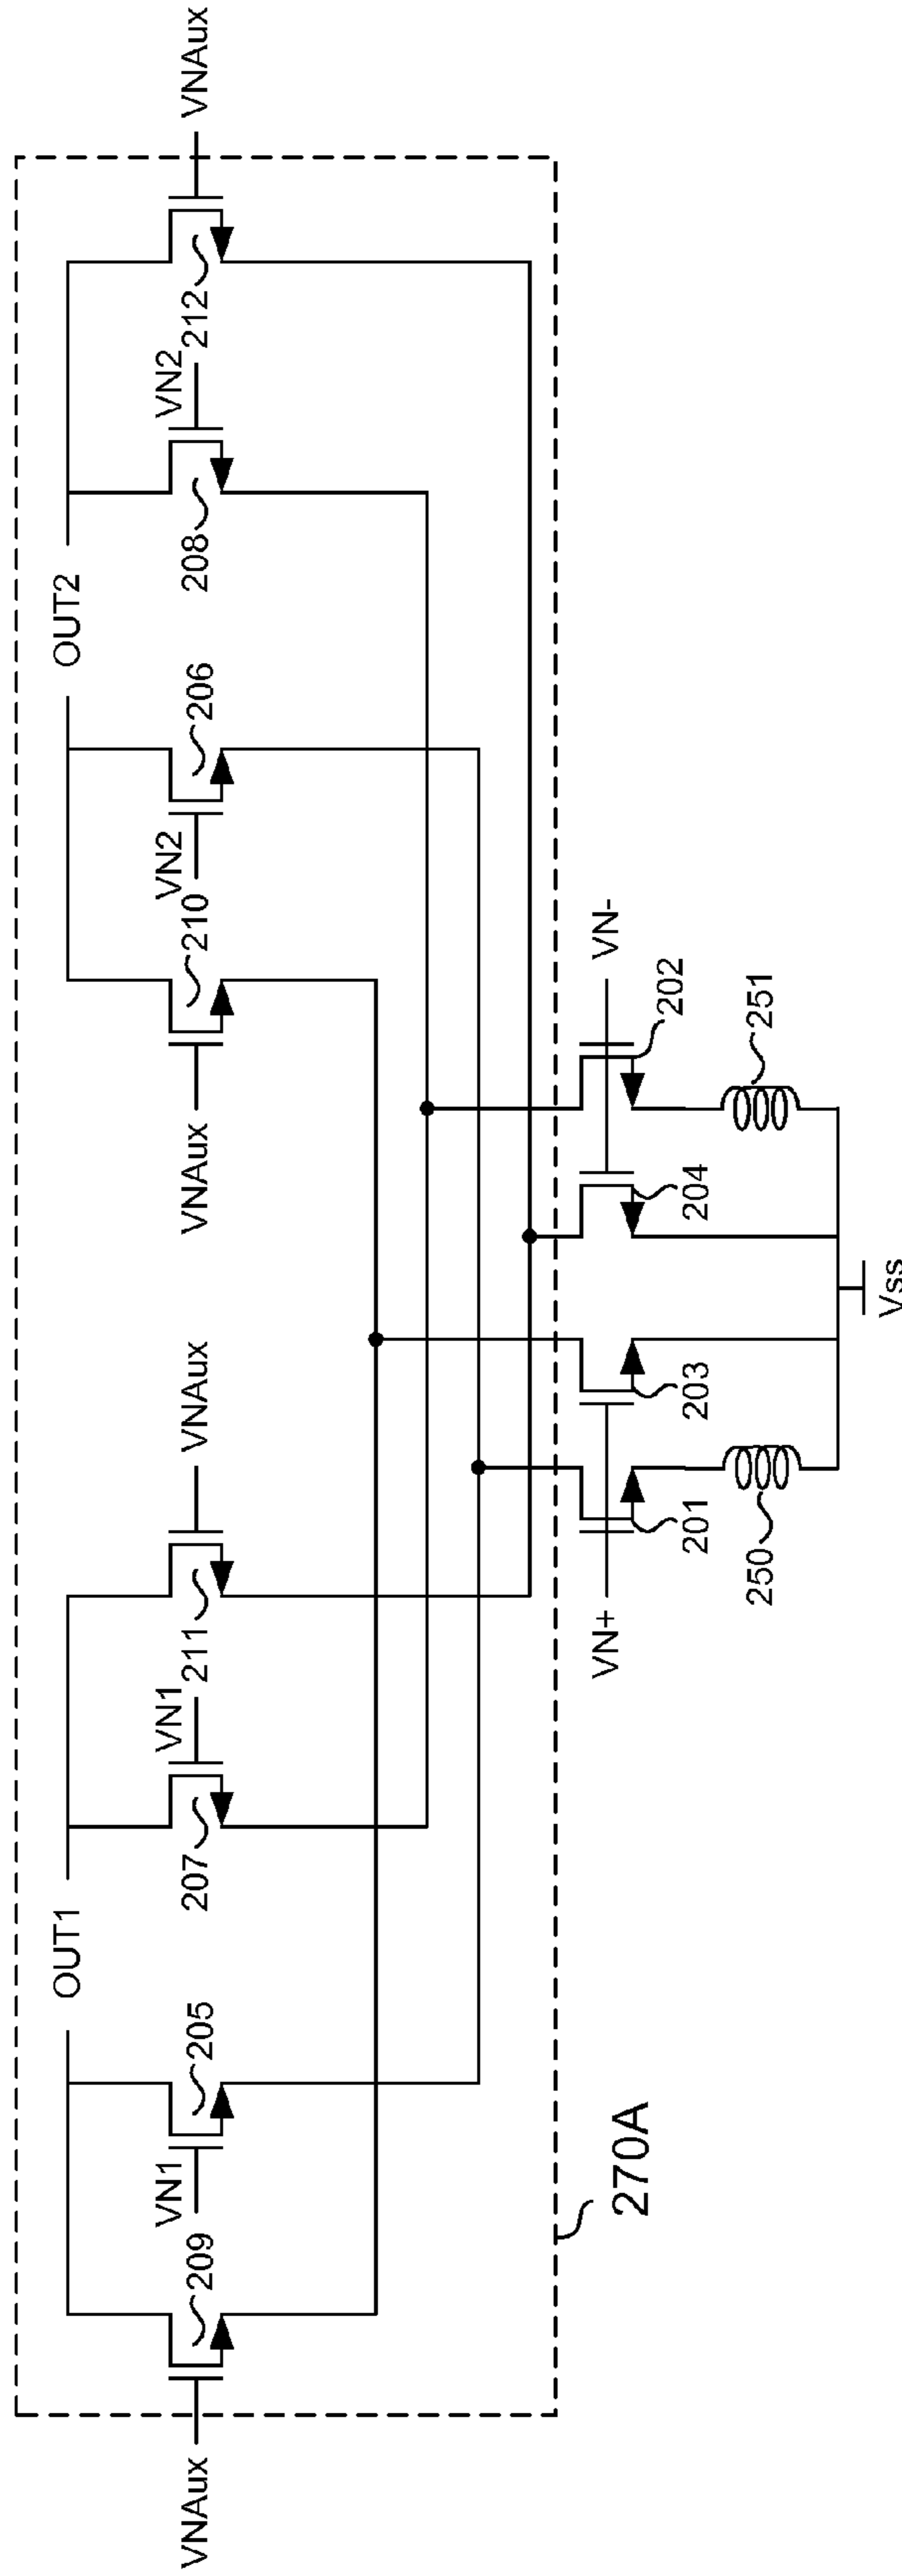 OUT1
OUT2
VNAux
209
VN1
205
207
VN1
211
VNAux
VNAux
210
VN2
206
208
VN2
212
VNAux
270A
VN+
201
203
204
202
VN-
250
251
Vss